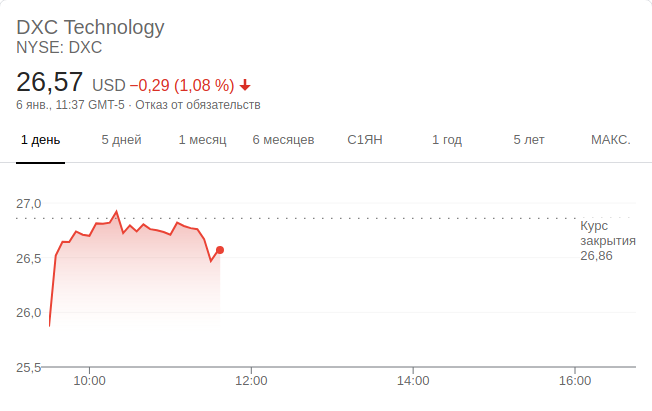 DXC Technology
NYSE: DXC
26,57 USD −0,29 (1,08 %)
6 янв., 11:37 GMT-5 · Отказ от обязательств
1 день 5 дней 1 месяц 6 месяцев С1ЯН 1 год 5 лет МАКС.
27,0
Курс
закрытия
26,86
26,5
26,0
25,5
10:00 12:00 14:00 16:00